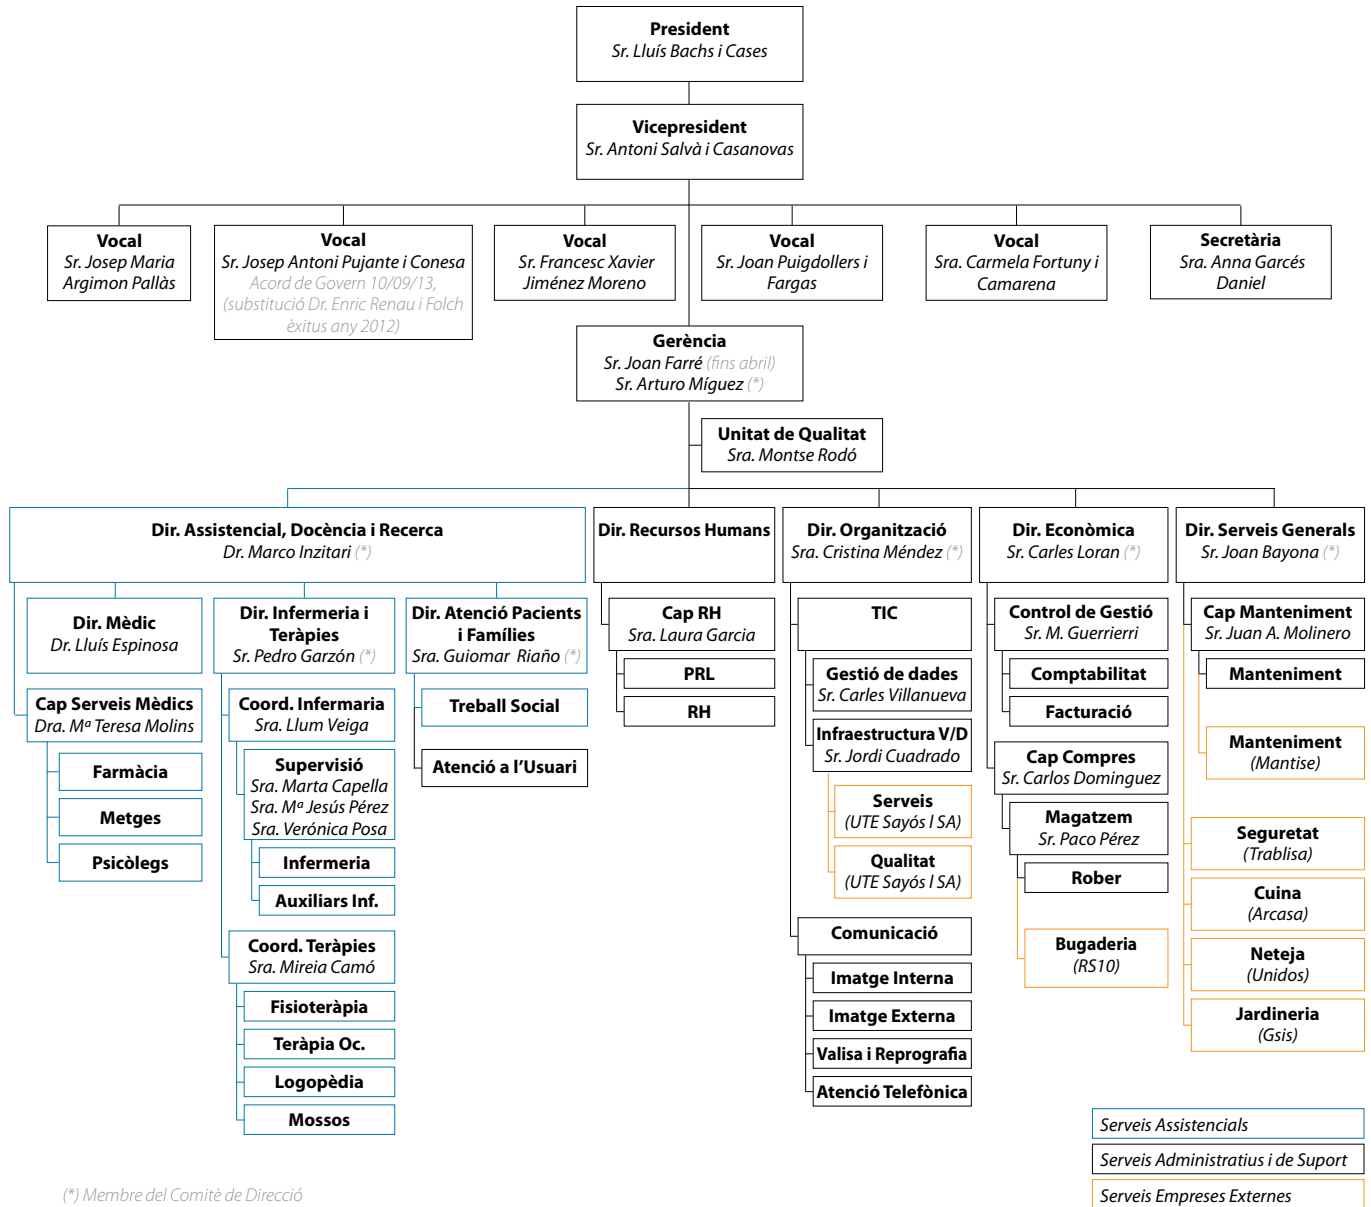 President
Sr. Lluís Bachs i Cases
Vicepresident
Sr. Antoni Salvà i Casanovas
Vocal
Sr. Josep Maria
Argimon Pallàs
Vocal
Sr. Josep Antoni Pujante i Conesa
Acord de Govern 10/09/13,
(substitució Dr. Enric Renau i Folch
èxitus any 2012)
Vocal
Sr. Francesc Xavier
Jiménez Moreno
Vocal
Sr. Joan Puigdollers i
Fargas
Vocal
Sra. Carmela Fortuny i
Camarena
Secretària
Sra. Anna Garcés
Daniel
Gerència
Sr. Joan Farré (fins abril)
Sr. Arturo Míguez (*)
Unitat de Qualitat
Sra. Montse Rodó
Dir. Assistencial, Docència i Recerca
Dr. Marco Inzitari (*)
Dir. Mèdic
Dr. Lluís Espinosa
Cap Serveis Mèdics
Dra. Mª Teresa Molins
Farmàcia
Metges
Psicòlegs
Dir. Infermeria i
Teràpies
Sr. Pedro Garzón (*)
Coord. Infermaria
Sra. Llum Veiga
Supervisió
Sra. Marta Capella
Sra. Mª Jesús Pérez
Sra. Verónica Posa
Infermeria
Auxiliars Inf.
Coord. Teràpies
Sra. Mireia Camó
Fisioteràpia
Teràpia Oc.
Logopèdia
Mossos
Dir. Atenció Pacients
i Famílies
Sra. Guiomar Riaño (*)
Treball Social
Atenció a l’Usuari
Dir. Recursos Humans
Cap RH
Sra. Laura Garcia
PRL
RH
Dir. Organització
Sra. Cristina Méndez (*)
TIC
Gestió de dades
Sr. Carles Villanueva
Infraestructura V/D
Sr. Jordi Cuadrado
Serveis
(UTE Sayós I SA)
Qualitat
(UTE Sayós I SA)
Comunicació
Imatge Interna
Imatge Externa
Valisa i Reprografia
Atenció Telefònica
Dir. Econòmica
Sr. Carles Loran (*)
Control de Gestió
Sr. M. Guerrierri
Comptabilitat
Facturació
Cap Compres
Sr. Carlos Dominguez
Magatzem
Sr. Paco Pérez
Rober
Bugaderia
(RS10)
Dir. Serveis Generals
Sr. Joan Bayona (*)
Cap Manteniment
Sr. Juan A. Molinero
Manteniment
Manteniment
(Mantise)
Seguretat
(Trablisa)
Cuina
(Arcasa)
Neteja
(Unidos)
Jardineria
(Gsis)
Serveis Assistencials
Serveis Administratius i de Suport
Serveis Empreses Externes
(*) Membre del Comitè de Direcció